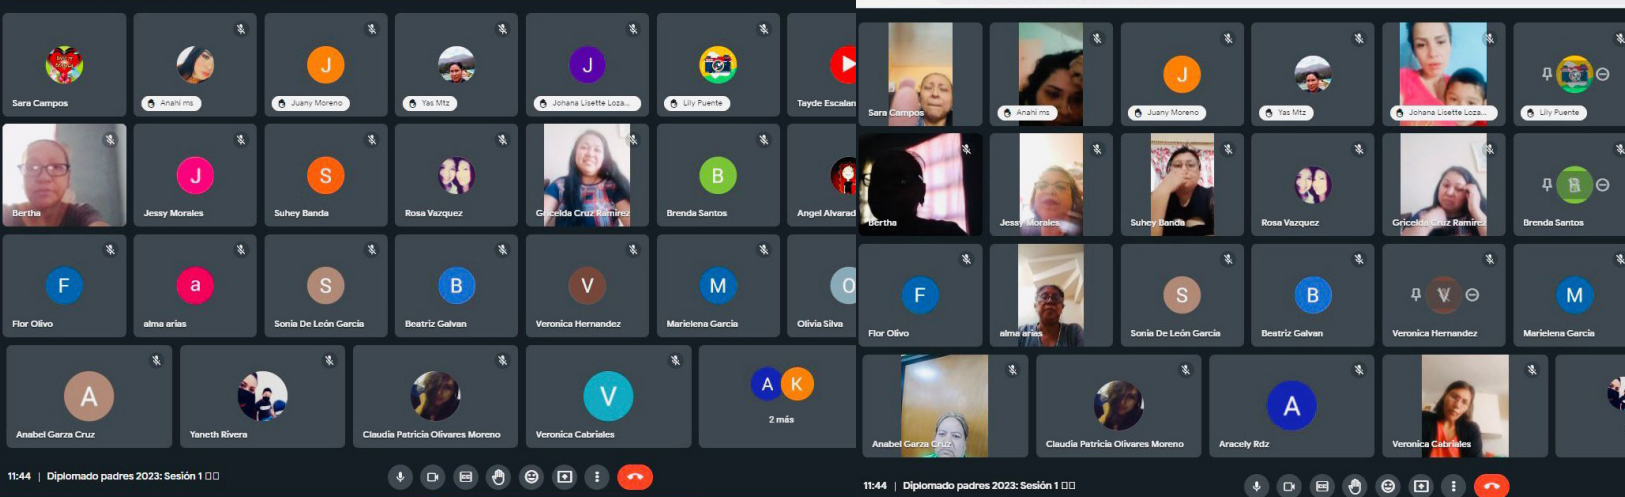 Sara Campos
Anahi ms
J
Juany Moreno
Yas Mtz
J
Johana Lisette Loza...
Lily Puente
Tayde Escalan
Bertha
J
Jessy Morales
S
Suhey Banda
Rosa Vazquez
Gricelda Cruz Ramirez
B
Brenda Santos
Angel Alvarad
F
Flor Olivo
a
alma arias
S
Sonia De León García
B
Beatriz Galvan
V
Veronica Hernandez
M
Marielena Garcia
O
Olivia Silva
A
Anabel Garza Cruz
Yaneth Rivera
Claudia Patricia Olivares Moreno
V
Veronica Cabriales
A K
2 más
11:44 | Diplomado padres 2023: Sesión 1
Sara Campos
Anahi ms
J
Juany Moreno
Yas Mtz
Johana Lisette Loza...
Lily Puente
Bertha
Jessy Morales
Suhey Banda
Rosa Vazquez
Gricelda Cruz Ramirez
B
Brenda Santos
F
Flor Olivo
alma arias
S
Sonia De León García
B
Beatriz Galvan
V
Veronica Hernandez
M
Marielena Garcia
Anabel Garza Cruz
Claudia Patricia Olivares Moreno
A
Aracely Rdz
Veronica Cabriales
11:44 | Diplomado padres 2023: Sesión 1